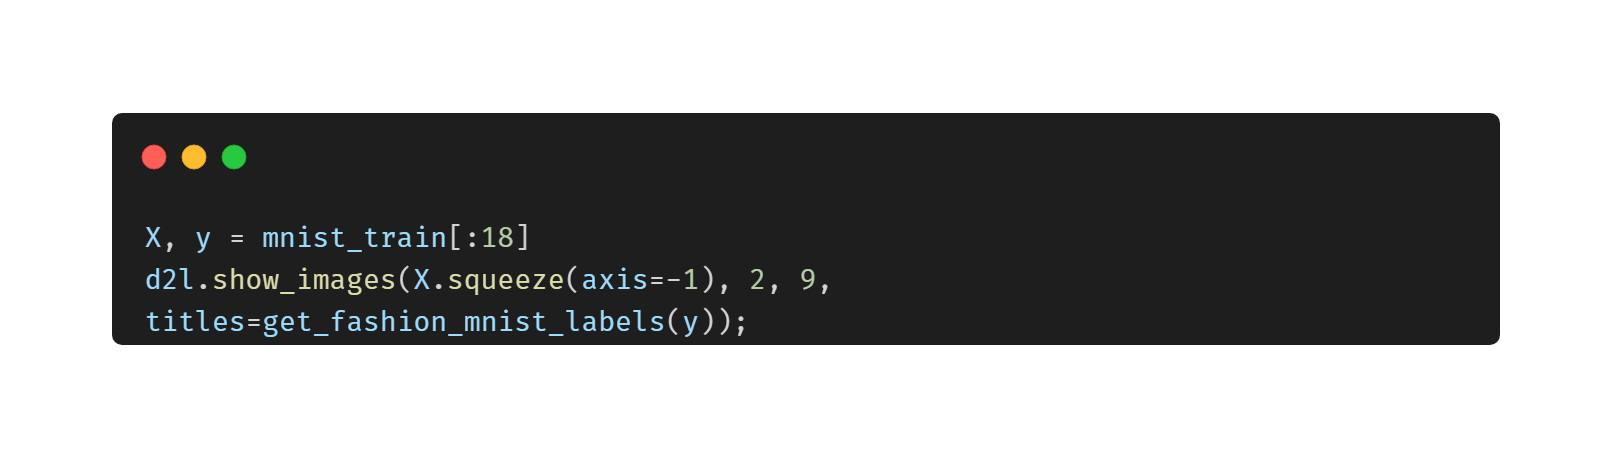 X, y = mnist_train[:18]
d2l.show_images(X.squeeze(axis=-1), 2, 9,
titles=get_fashion_mnist_labels(y));